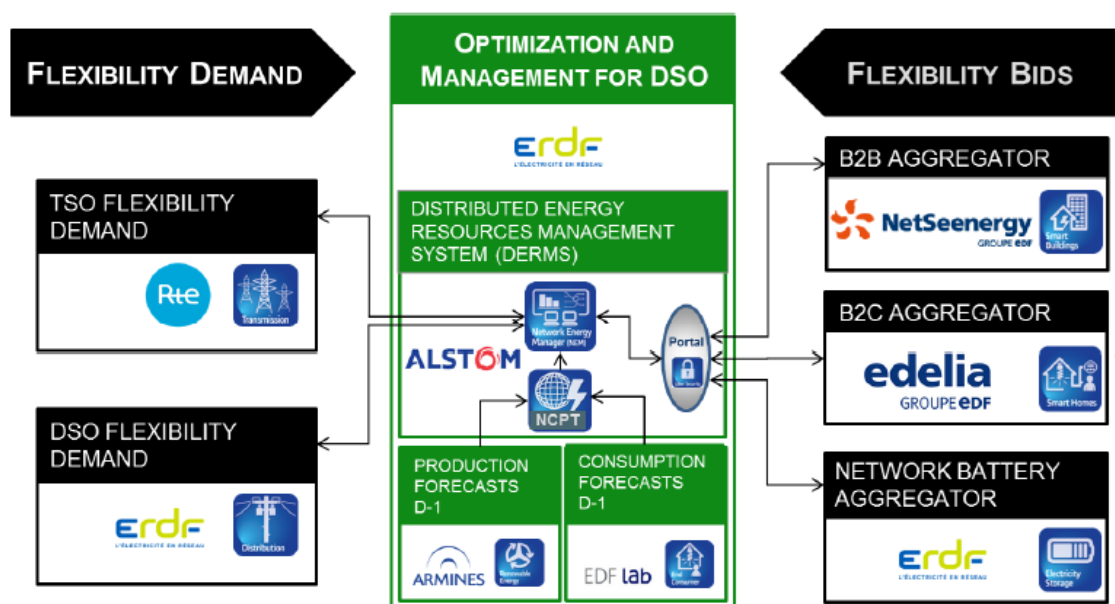 FLEXIBILITY DEMAND
TSO FLEXIBILITY
DEMAND
Rte
Transmission
DSO FLEXIBILITY
DEMAND
erdf
L'ÉLECTRICITÉ EN RÉSEAU
Distribution
OPTIMIZATION AND
MANAGEMENT FOR DSO
erdf
L'ÉLECTRICITÉ EN RÉSEAU
DISTRIBUTED ENERGY
RESOURCES MANAGEMENT
SYSTEM (DERMS)
Network Energy
Manager (NEM)
ALSTOM
Portal
Cyber Security
NCPT
PRODUCTION
FORECASTS
D-1
ARMINES
Renewable
Energy
CONSUMPTION
FORECASTS
D-1
EDF lab
Consumer
FLEXIBILITY BIDS
B2B AGGREGATOR
NetSeenergy
GROUPE eDF
Smart
Buildings
B2C AGGREGATOR
edelia
GROUPE eDF
Smart Homes
NETWORK BATTERY
AGGREGATOR
erdf
L'ÉLECTRICITÉ EN RÉSEAU
Electricity
Storage